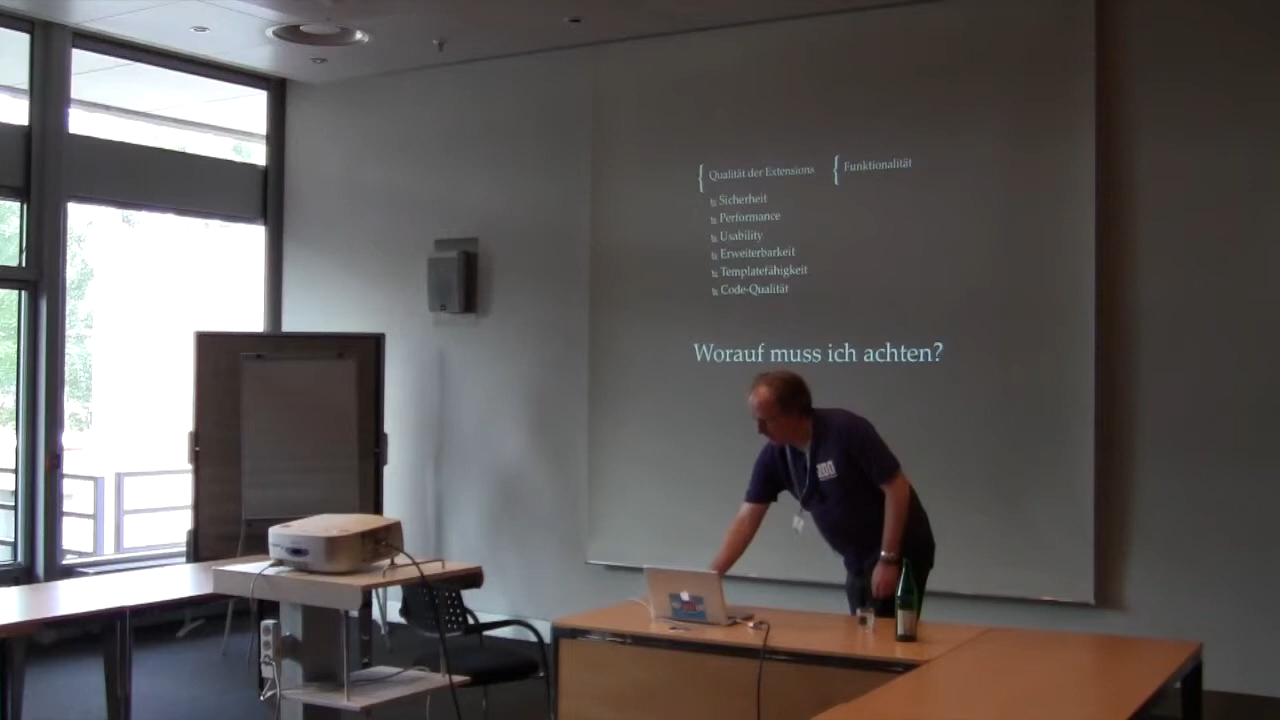 { Qualität der Extensions
{ Funktionalität
Sicherheit
Performance
Usability
Erweiterbarkeit
Templatefähigkeit
Code-Qualität
Worauf muss ich achten?